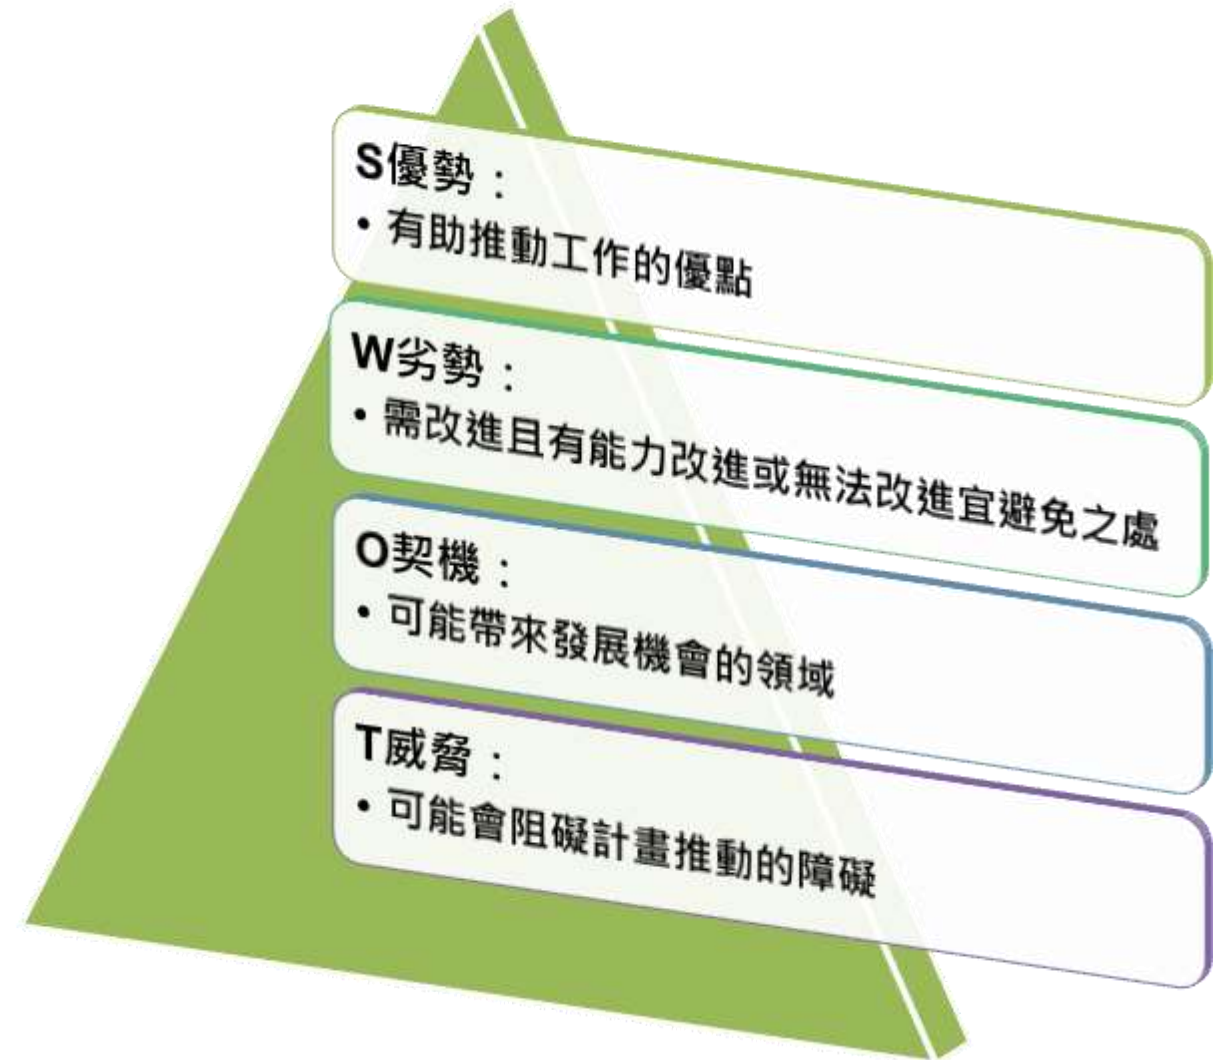 S優勢：
• 有助推動工作的優點
W劣勢：
• 需改進且有能力改進或無法改進宜避免之處
O契機：
• 可能帶來發展機會的領域
T威脅：
• 可能會阻礙計畫推動的障礙